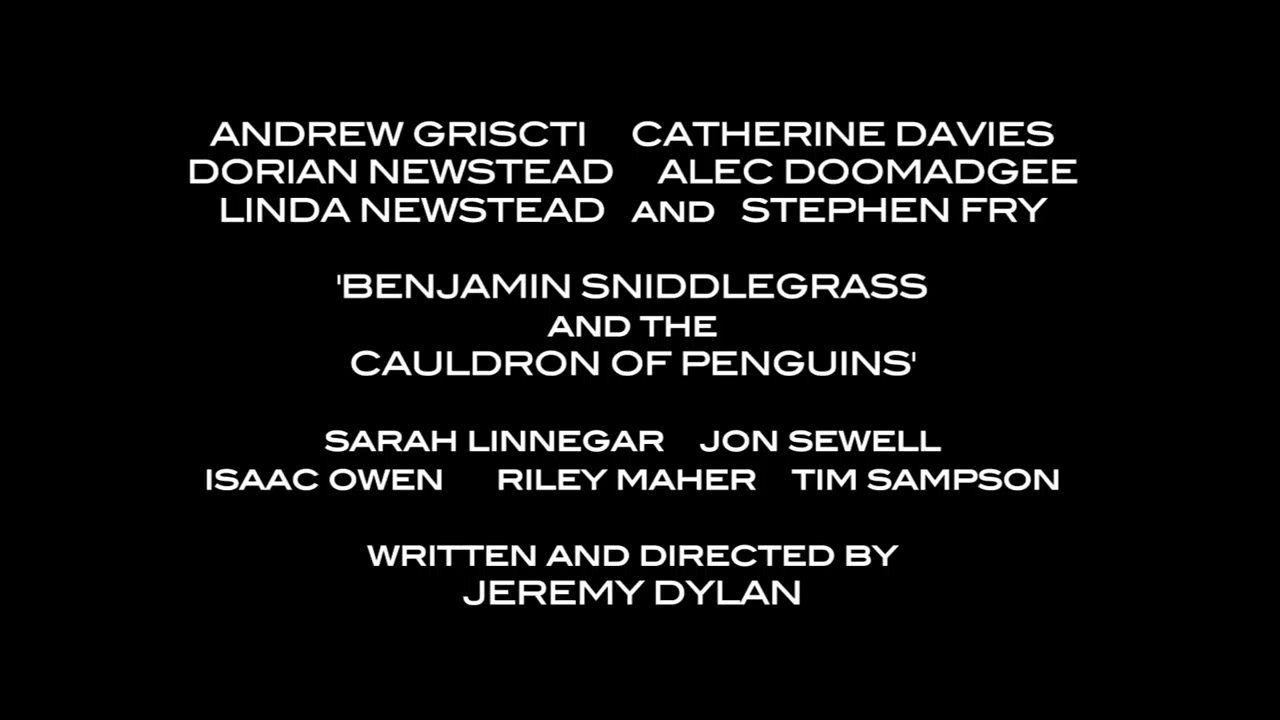 ANDREW GRISCTI CATHERINE DAVIES
DORIAN NEWSTEAD ALEC DOOMADGEE
LINDA NEWSTEAD AND STEPHEN FRY
'BENJAMIN SNIDDLEGRASS
AND THE
CAULDRON OF PENGUINS'
SARAH LINNEGAR JON SEWELL
ISAAC OWEN RILEY MAHER TIM SAMPSON
WRITTEN AND DIRECTED BY
JEREMY DYLAN